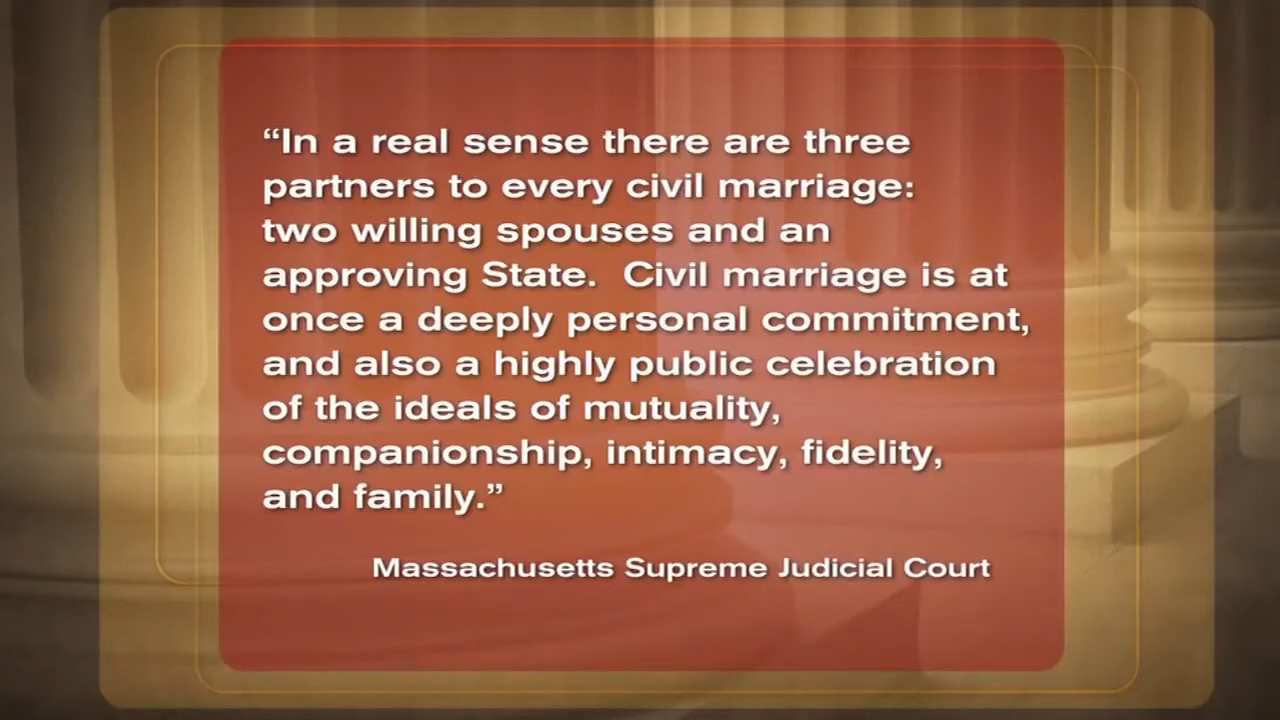 “In a real sense there are three
partners to every civil marriage:
two willing spouses and an
approving State.  Civil marriage is at
once a deeply personal commitment,
and also a highly public celebration
of the ideals of mutuality,
companionship, intimacy, fidelity,
and family.”
Massachusetts Supreme Judicial Court